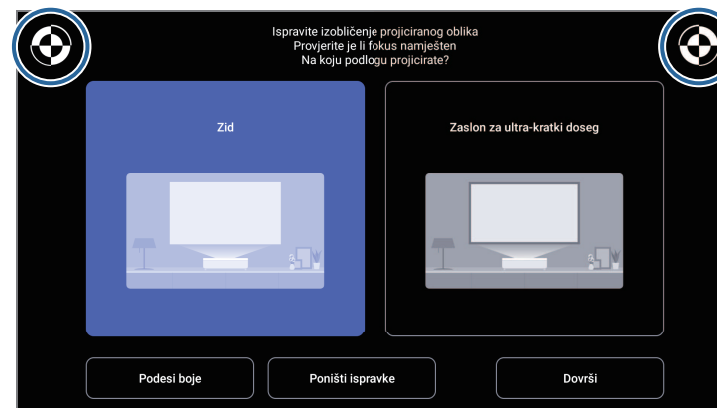 Ispravite izobličenje projiciranog oblika
Provjerite je li fokus namješten
Na koju podlogu projicirate?
Zid
Zaslon za ultra-kratki doseg
Podesi boje
Poništi ispravke
Dovrši